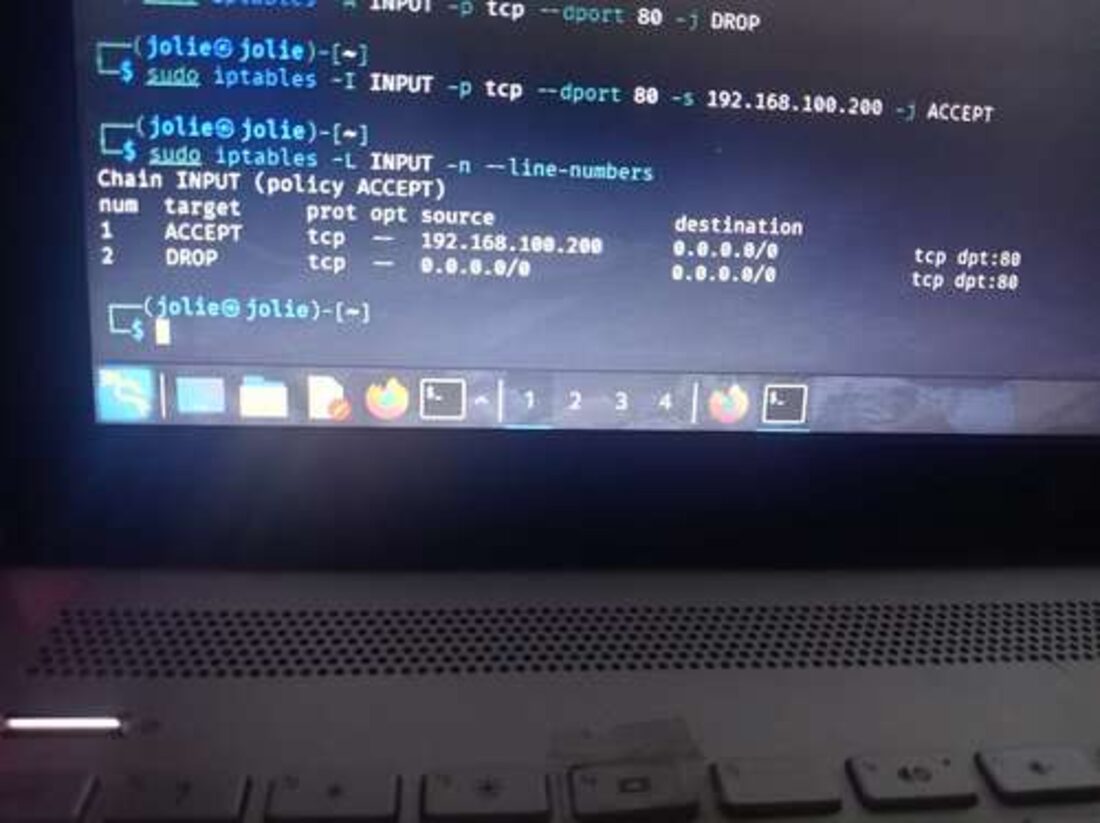 sudo iptables -A INPUT -p tcp --dport 80 -j DROP
┌──(jolie㉿jolie)-[~]
└─$ sudo iptables -I INPUT -p tcp --dport 80 -s 192.168.100.200 -j ACCEPT
┌──(jolie㉿jolie)-[~]
└─$ sudo iptables -L INPUT -n --line-numbers
Chain INPUT (policy ACCEPT)
num target prot opt source destination
1 ACCEPT tcp -- 192.168.100.200 0.0.0.0/0 tcp dpt:80
2 DROP tcp -- 0.0.0.0/0 0.0.0.0/0 tcp dpt:80
┌──(jolie㉿jolie)-[~]
└─$
1 2 3 4